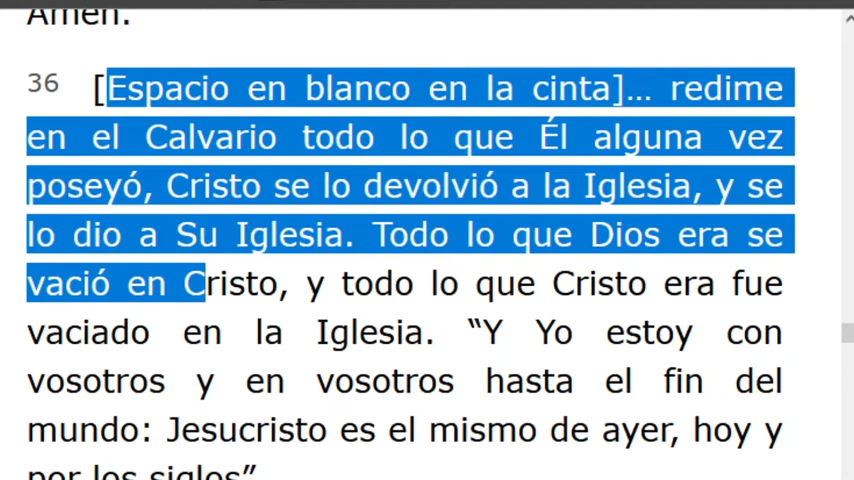 Amén.
36 [Espacio en blanco en la cinta]... redime
en el Calvario todo lo que Él alguna vez
poseyó, Cristo se lo devolvió a la Iglesia, y se
lo dio a Su Iglesia. Todo lo que Dios era se
vació en Cristo, y todo lo que Cristo era fue
vaciado en la Iglesia. “Y Yo estoy con
vosotros y en vosotros hasta el fin del
mundo: Jesucristo es el mismo de ayer, hoy y
por los siglos”